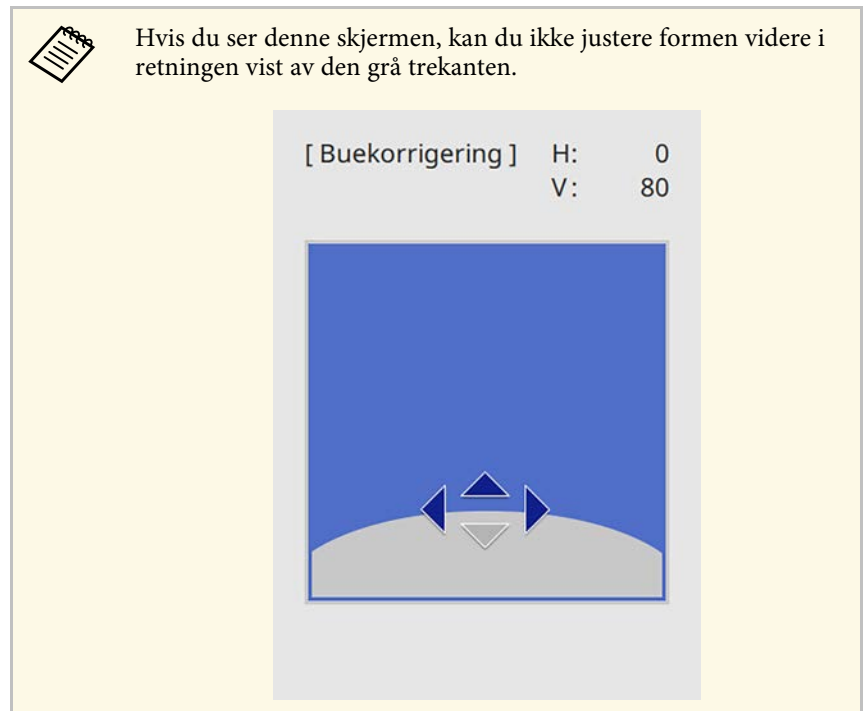 Hvis du ser denne skjermen, kan du ikke justere formen videre i
retningen vist av den grå trekanten.
[ Buekorrigering ] H: 0
V: 80